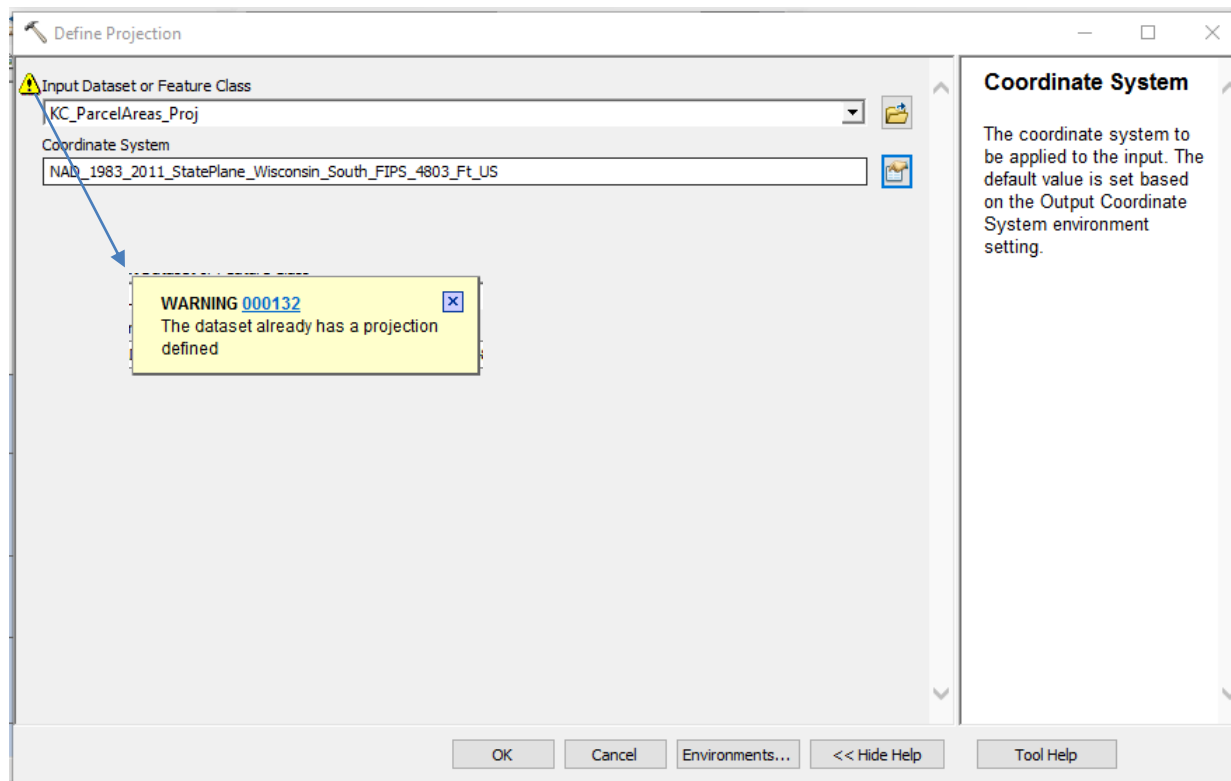 Define Projection
Input Dataset or Feature Class
KC_ParcelAreas_Proj
Coordinate System
NAD_1983_2011_StatePlane_Wisconsin_South_FIPS_4803_Ft_US
WARNING 000132
The dataset already has a projection
defined
Coordinate System
The coordinate system to
be applied to the input. The
default value is set based
on the Output Coordinate
System environment
setting.
OK
Cancel
Environments...
<< Hide Help
Tool Help